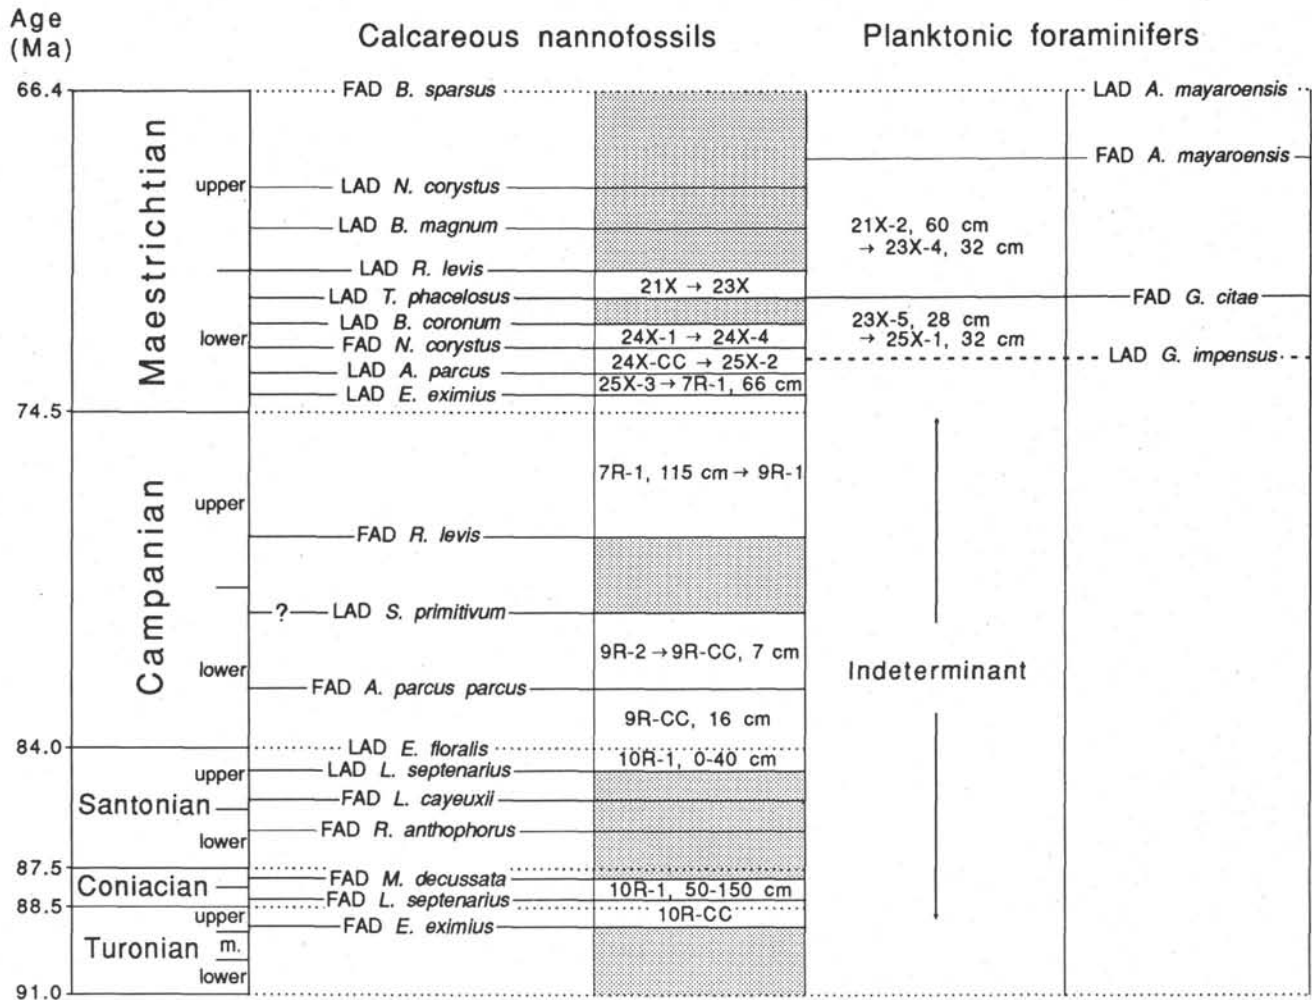 Age
(Ma)
Calcareous nannofossils
Planktonic foraminifers
66.4
FAD B. sparsus
LAD A. mayaroensis
FAD A. mayaroensis
Maestrichtian
upper
LAD N. corystus
LAD B. magnum
21X-2, 60 cm
→ 23X-4, 32 cm
LAD R. levis
21X → 23X
LAD T. phacelosus
FAD G. citae
LAD B. coronum
23X-5, 28 cm
→ 25X-1, 32 cm
lower
24X-1 → 24X-4
FAD N. corystus
24X-CC → 25X-2
LAD G. impensus
LAD A. parcus
25X-3 → 7R-1, 66 cm
LAD E. eximius
74.5
Campanian
7R-1, 115 cm → 9R-1
upper
FAD R. levis
? LAD S. primitivum
9R-2 → 9R-CC, 7 cm
lower
Indeterminant
FAD A. parcus parcus
9R-CC, 16 cm
84.0
LAD E. floralis
10R-1, 0-40 cm
upper
LAD L. septenarius
Santonian
FAD L. cayeuxii
FAD R. anthophorus
lower
87.5
FAD M. decussata
Coniacian
10R-1, 50-150 cm
FAD L. septenarius
88.5
10R-CC
upper
FAD E. eximius
Turonian
m.
lower
91.0